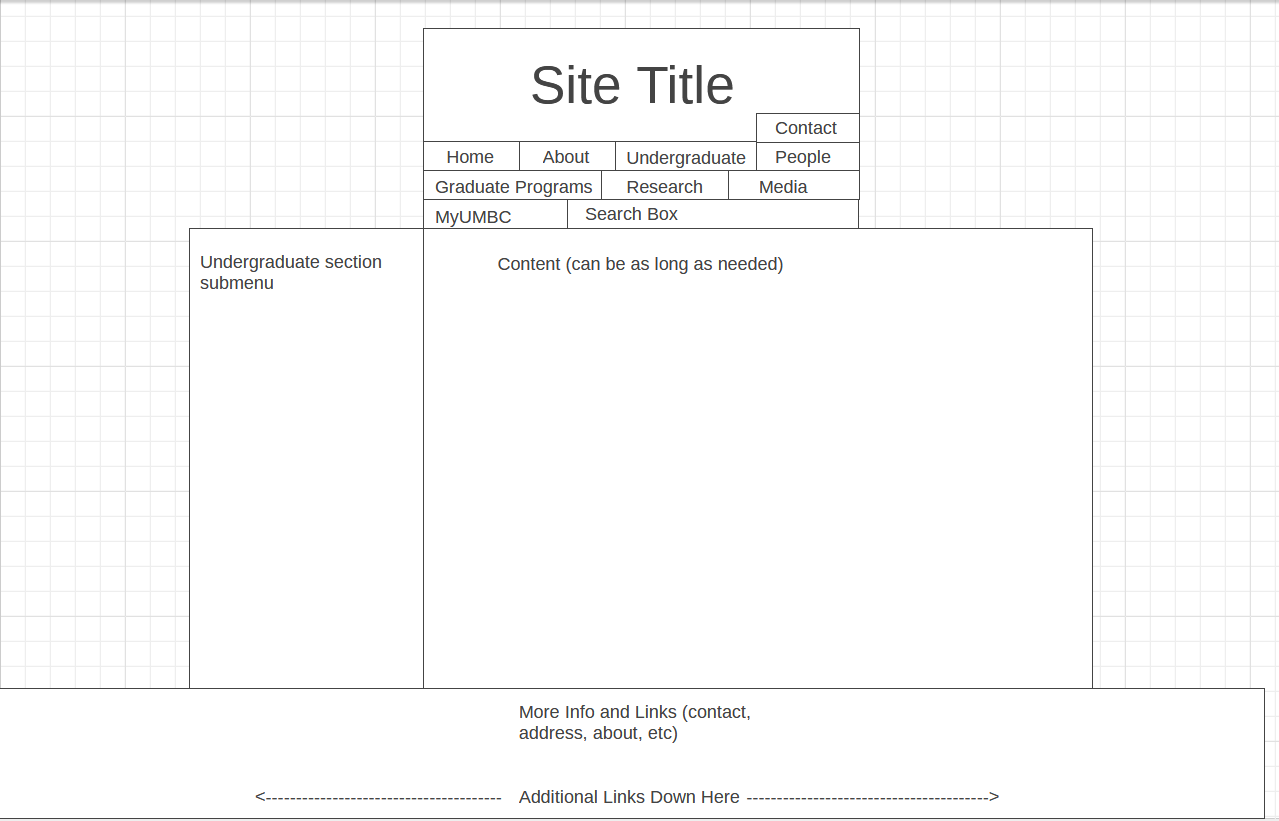 Site Title
Contact
Home
About
Undergraduate
People
Graduate Programs
Research
Media
MyUMBC
Search Box
Undergraduate section
submenu
Content (can be as long as needed)
More Info and Links (contact,
address, about, etc)
<--------------------------------------- Additional Links Down Here ---------------------------------------->